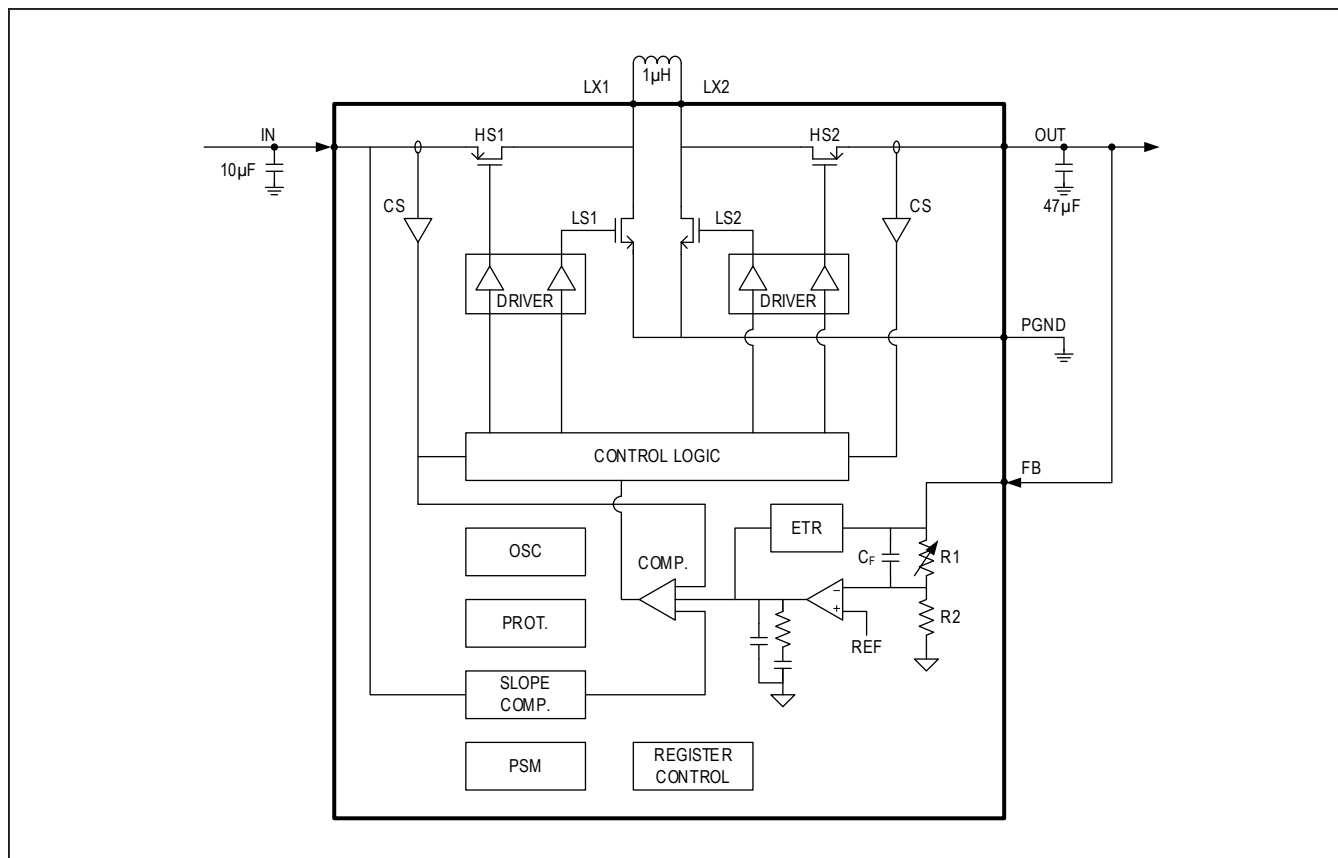 1µH
LX1
LX2
IN
HS1
HS2
OUT
10µF
47µF
CS
LS1
LS2
CS
DRIVER
DRIVER
PGND
CONTROL LOGIC
FB
ETR
OSC
COMP.
CF
R1
−
+
PROT.
REF
R2
SLOPE
COMP.
PSM
REGISTER
CONTROL